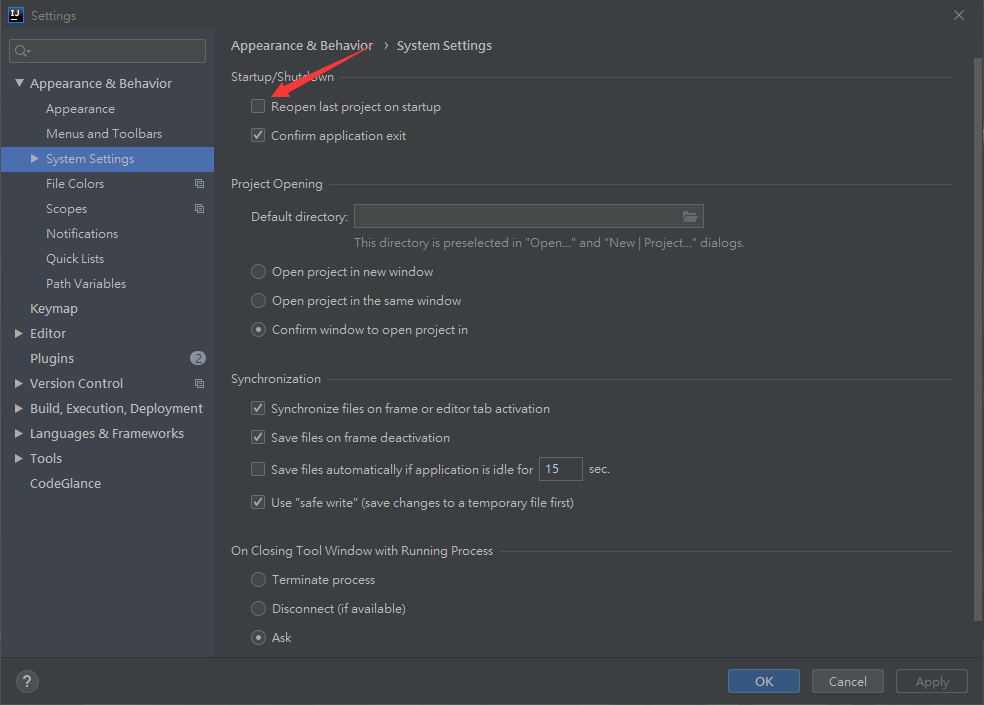 Settings
Appearance & Behavior
Appearance
Menus and Toolbars
System Settings
File Colors
Scopes
Notifications
Quick Lists
Path Variables
Keymap
Editor
Plugins 2
Version Control
Build, Execution, Deployment
Languages & Frameworks
Tools
CodeGlance
Appearance & Behavior › System Settings
Startup/Shutdown
Reopen last project on startup
Confirm application exit
Project Opening
Default directory:
This directory is preselected in "Open..." and "New | Project..." dialogs.
Open project in new window
Open project in the same window
Confirm window to open project in
Synchronization
Synchronize files on frame or editor tab activation
Save files on frame deactivation
Save files automatically if application is idle for 15 sec.
Use "safe write" (save changes to a temporary file first)
On Closing Tool Window with Running Process
Terminate process
Disconnect (if available)
Ask
? OK Cancel Apply